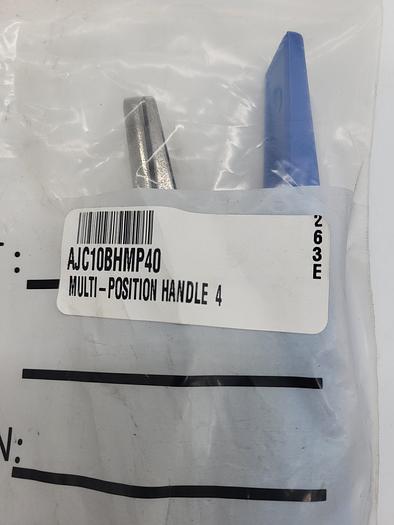 AJC10BHMP40
MULTI-POSITION HANDLE 4
263E
:
N: